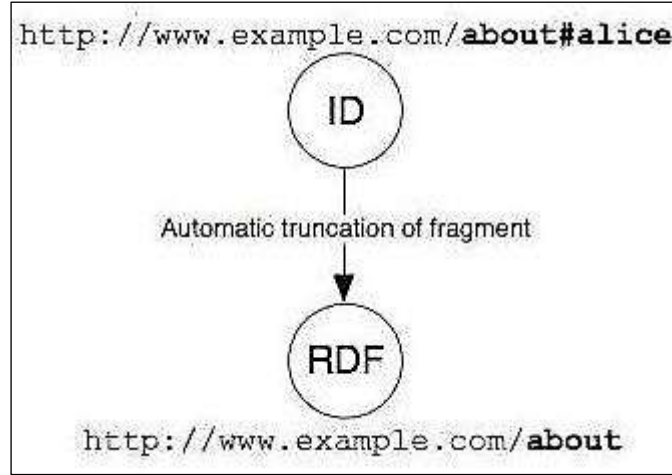 http://www.example.com/about#alice
ID
Automatic truncation of fragment
RDF
http://www.example.com/about